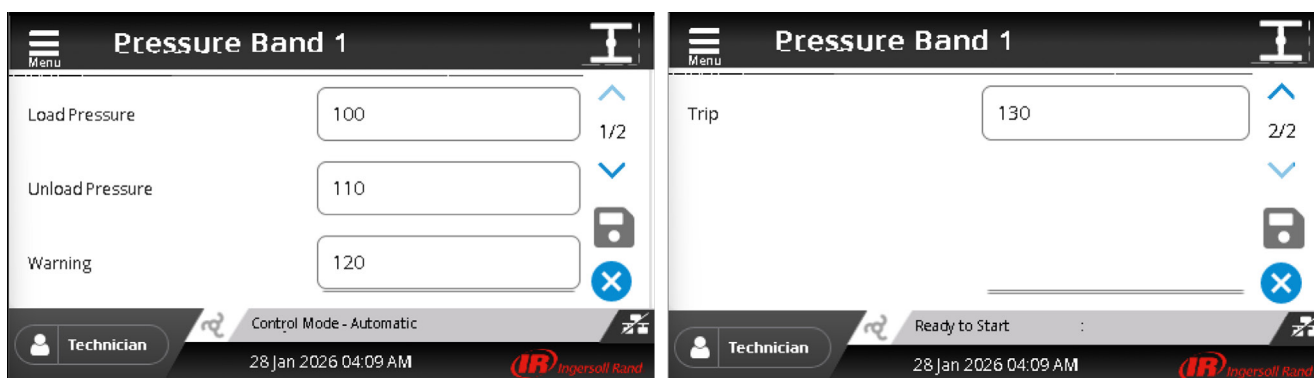 Pressure Band 1
Menu
Load Pressure 100
1/2
Unload Pressure 110
Warning 120
Control Mode - Automatic
Technician
28 Jan 2026 04:09 AM
IR Ingersoll Rand
Pressure Band 1
Menu
Trip 130
2/2
Ready to Start :
Technician
28 Jan 2026 04:09 AM
IR Ingersoll Rand